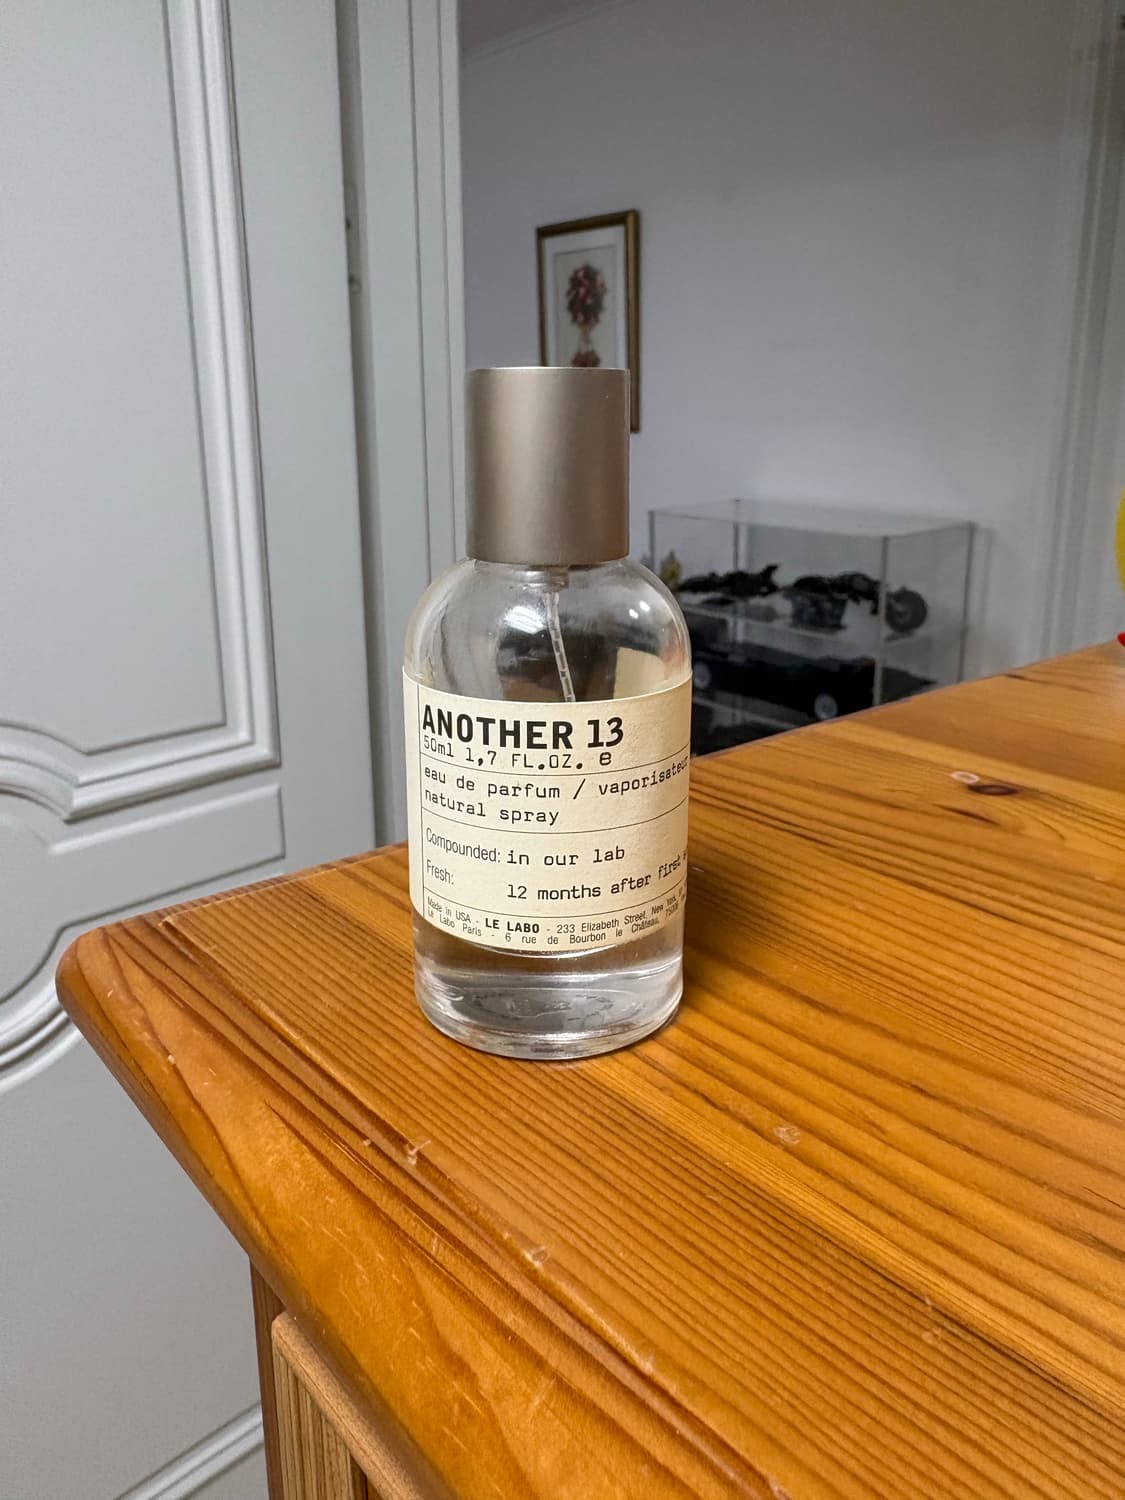 ANOTHER 13
50ml 1,7 FL.OZ. e
eau de parfum / vaporisateur
natural spray
Compounded: in our lab
Fresh: 12 months after first
Made in USA - LE LABO - 233 Elizabeth Street, New York,
Le Labo Paris - 6 rue de Bourbon le Château,